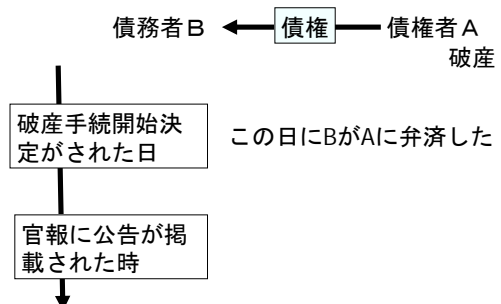 債務者B
債権
債権者A
破産
破産手続開始決
定がされた日
この日にBがAに弁済した
官報に公告が掲
載された時